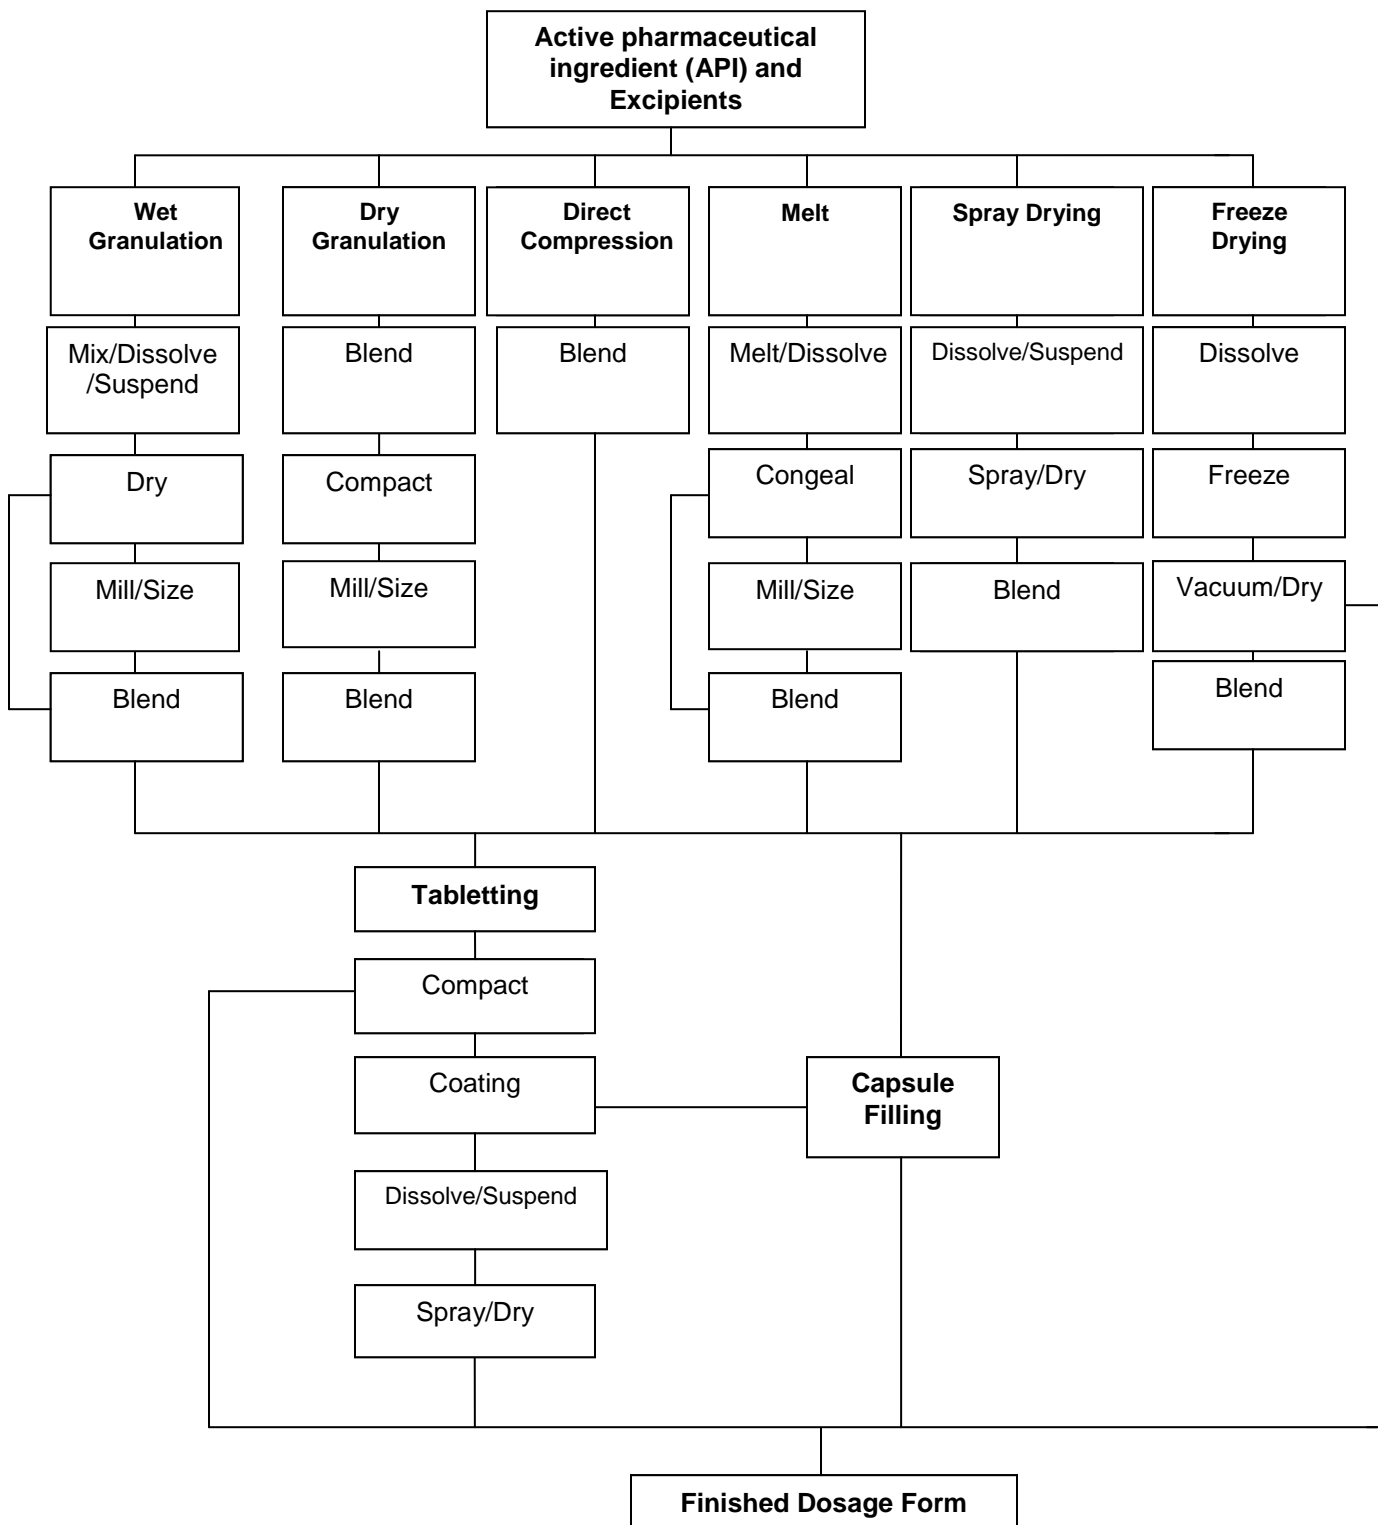 Active pharmaceutical
ingredient (API) and
Excipients
Wet
Granulation
Dry
Granulation
Direct
Compression
Melt
Spray Drying
Freeze
Drying
Mix/Dissolve
/Suspend
Blend
Blend
Melt/Dissolve
Dissolve/Suspend
Dissolve
Dry
Compact
Congeal
Spray/Dry
Freeze
Mill/Size
Mill/Size
Mill/Size
Blend
Vacuum/Dry
Blend
Blend
Blend
Blend
Tabletting
Compact
Coating
Capsule
Filling
Dissolve/Suspend
Spray/Dry
Finished Dosage Form